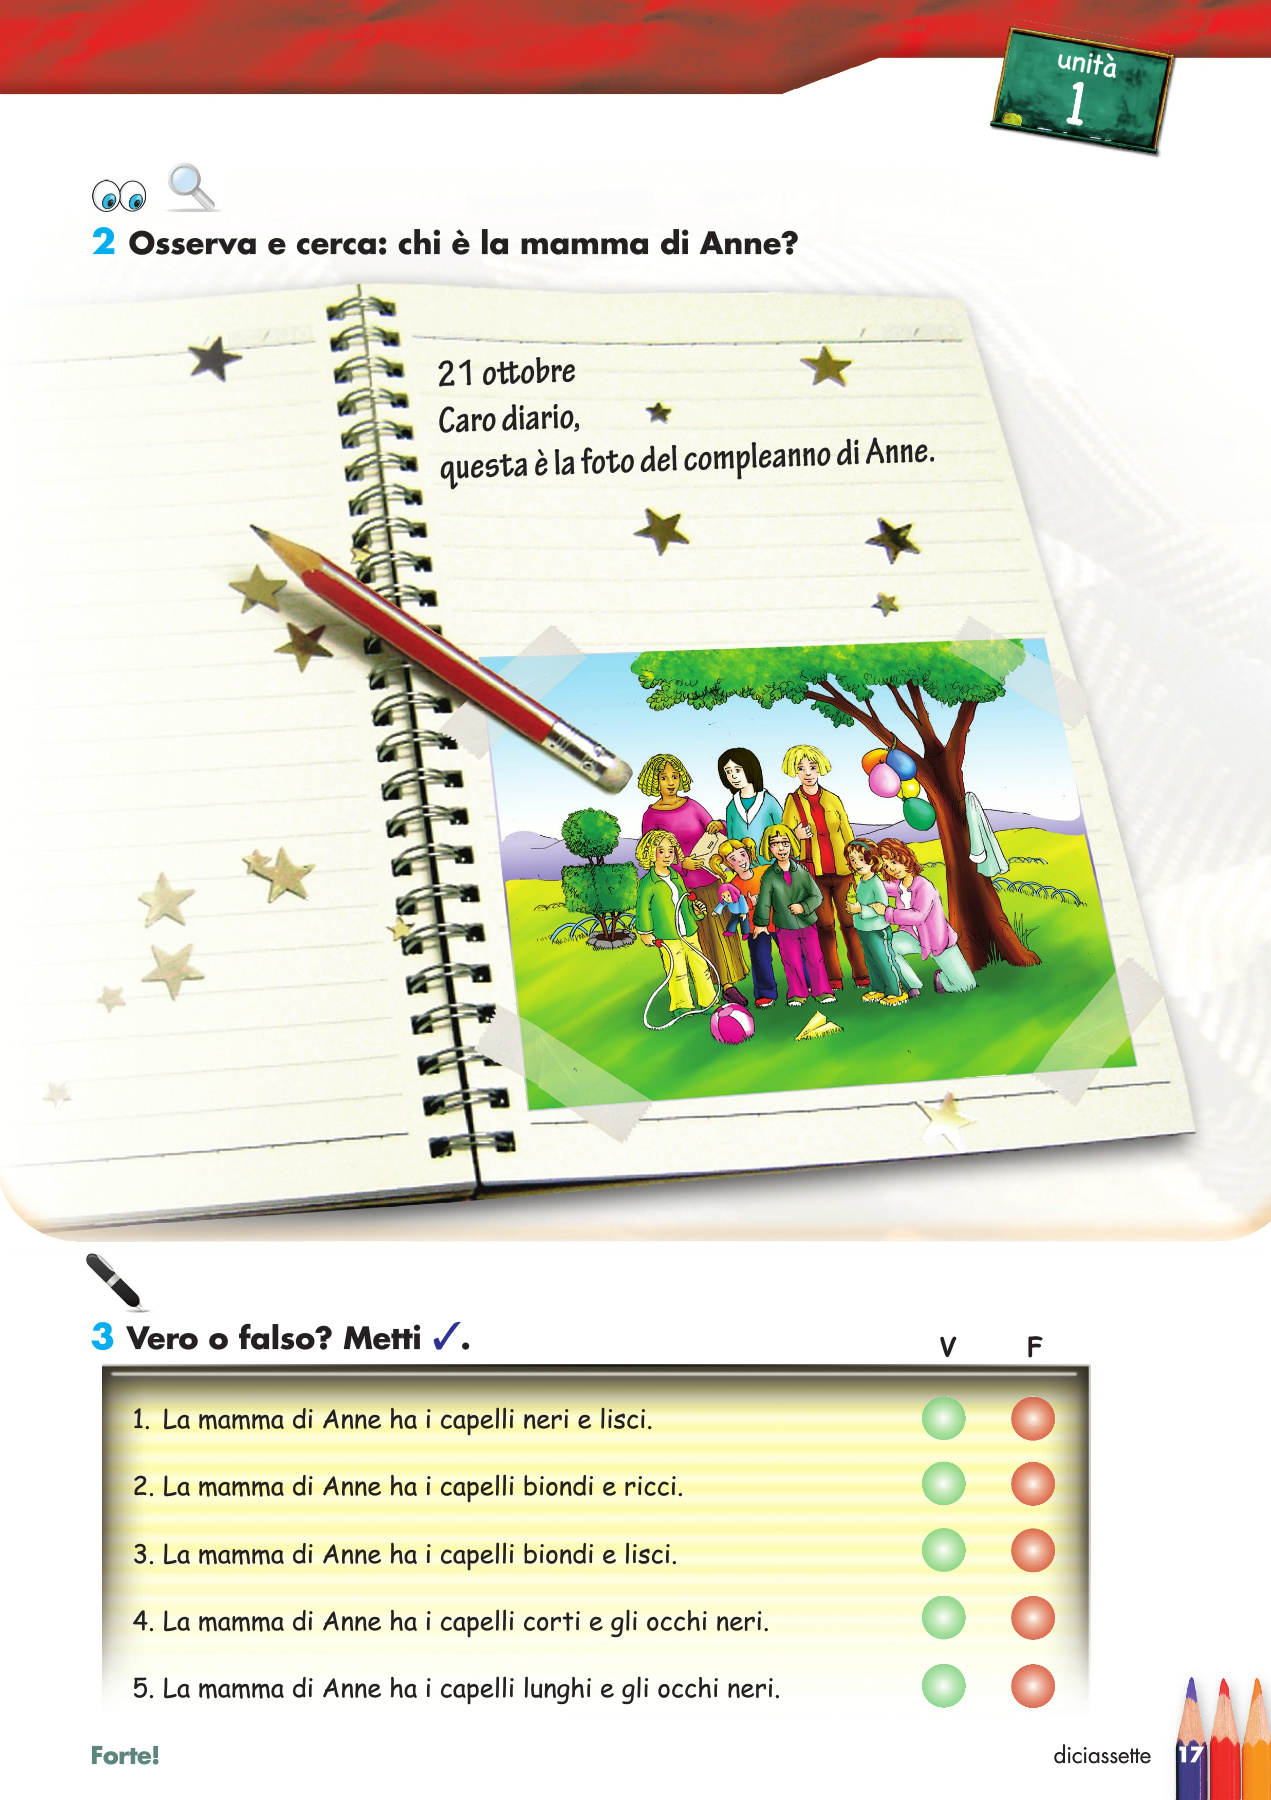 unità
1
2 Osserva e cerca: chi è la mamma di Anne?
21 ottobre
Caro diario,
questa è la foto del compleanno di Anne.
3 Vero o falso? Metti ✓.
V F
1. La mamma di Anne ha i capelli neri e lisci.
2. La mamma di Anne ha i capelli biondi e ricci.
3. La mamma di Anne ha i capelli biondi e lisci.
4. La mamma di Anne ha i capelli corti e gli occhi neri.
5. La mamma di Anne ha i capelli lunghi e gli occhi neri.
Forte!
diciassette 17